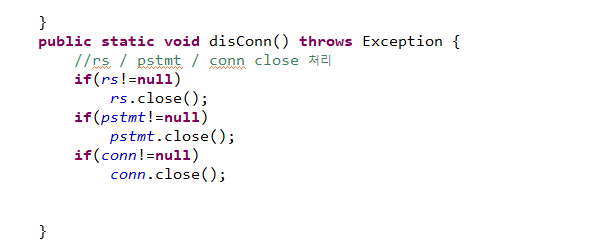 }
public static void disConn() throws Exception {
//rs / pstmt / conn close 처리
if(rs!=null)
rs.close();
if(pstmt!=null)
pstmt.close();
if(conn!=null)
conn.close();
}